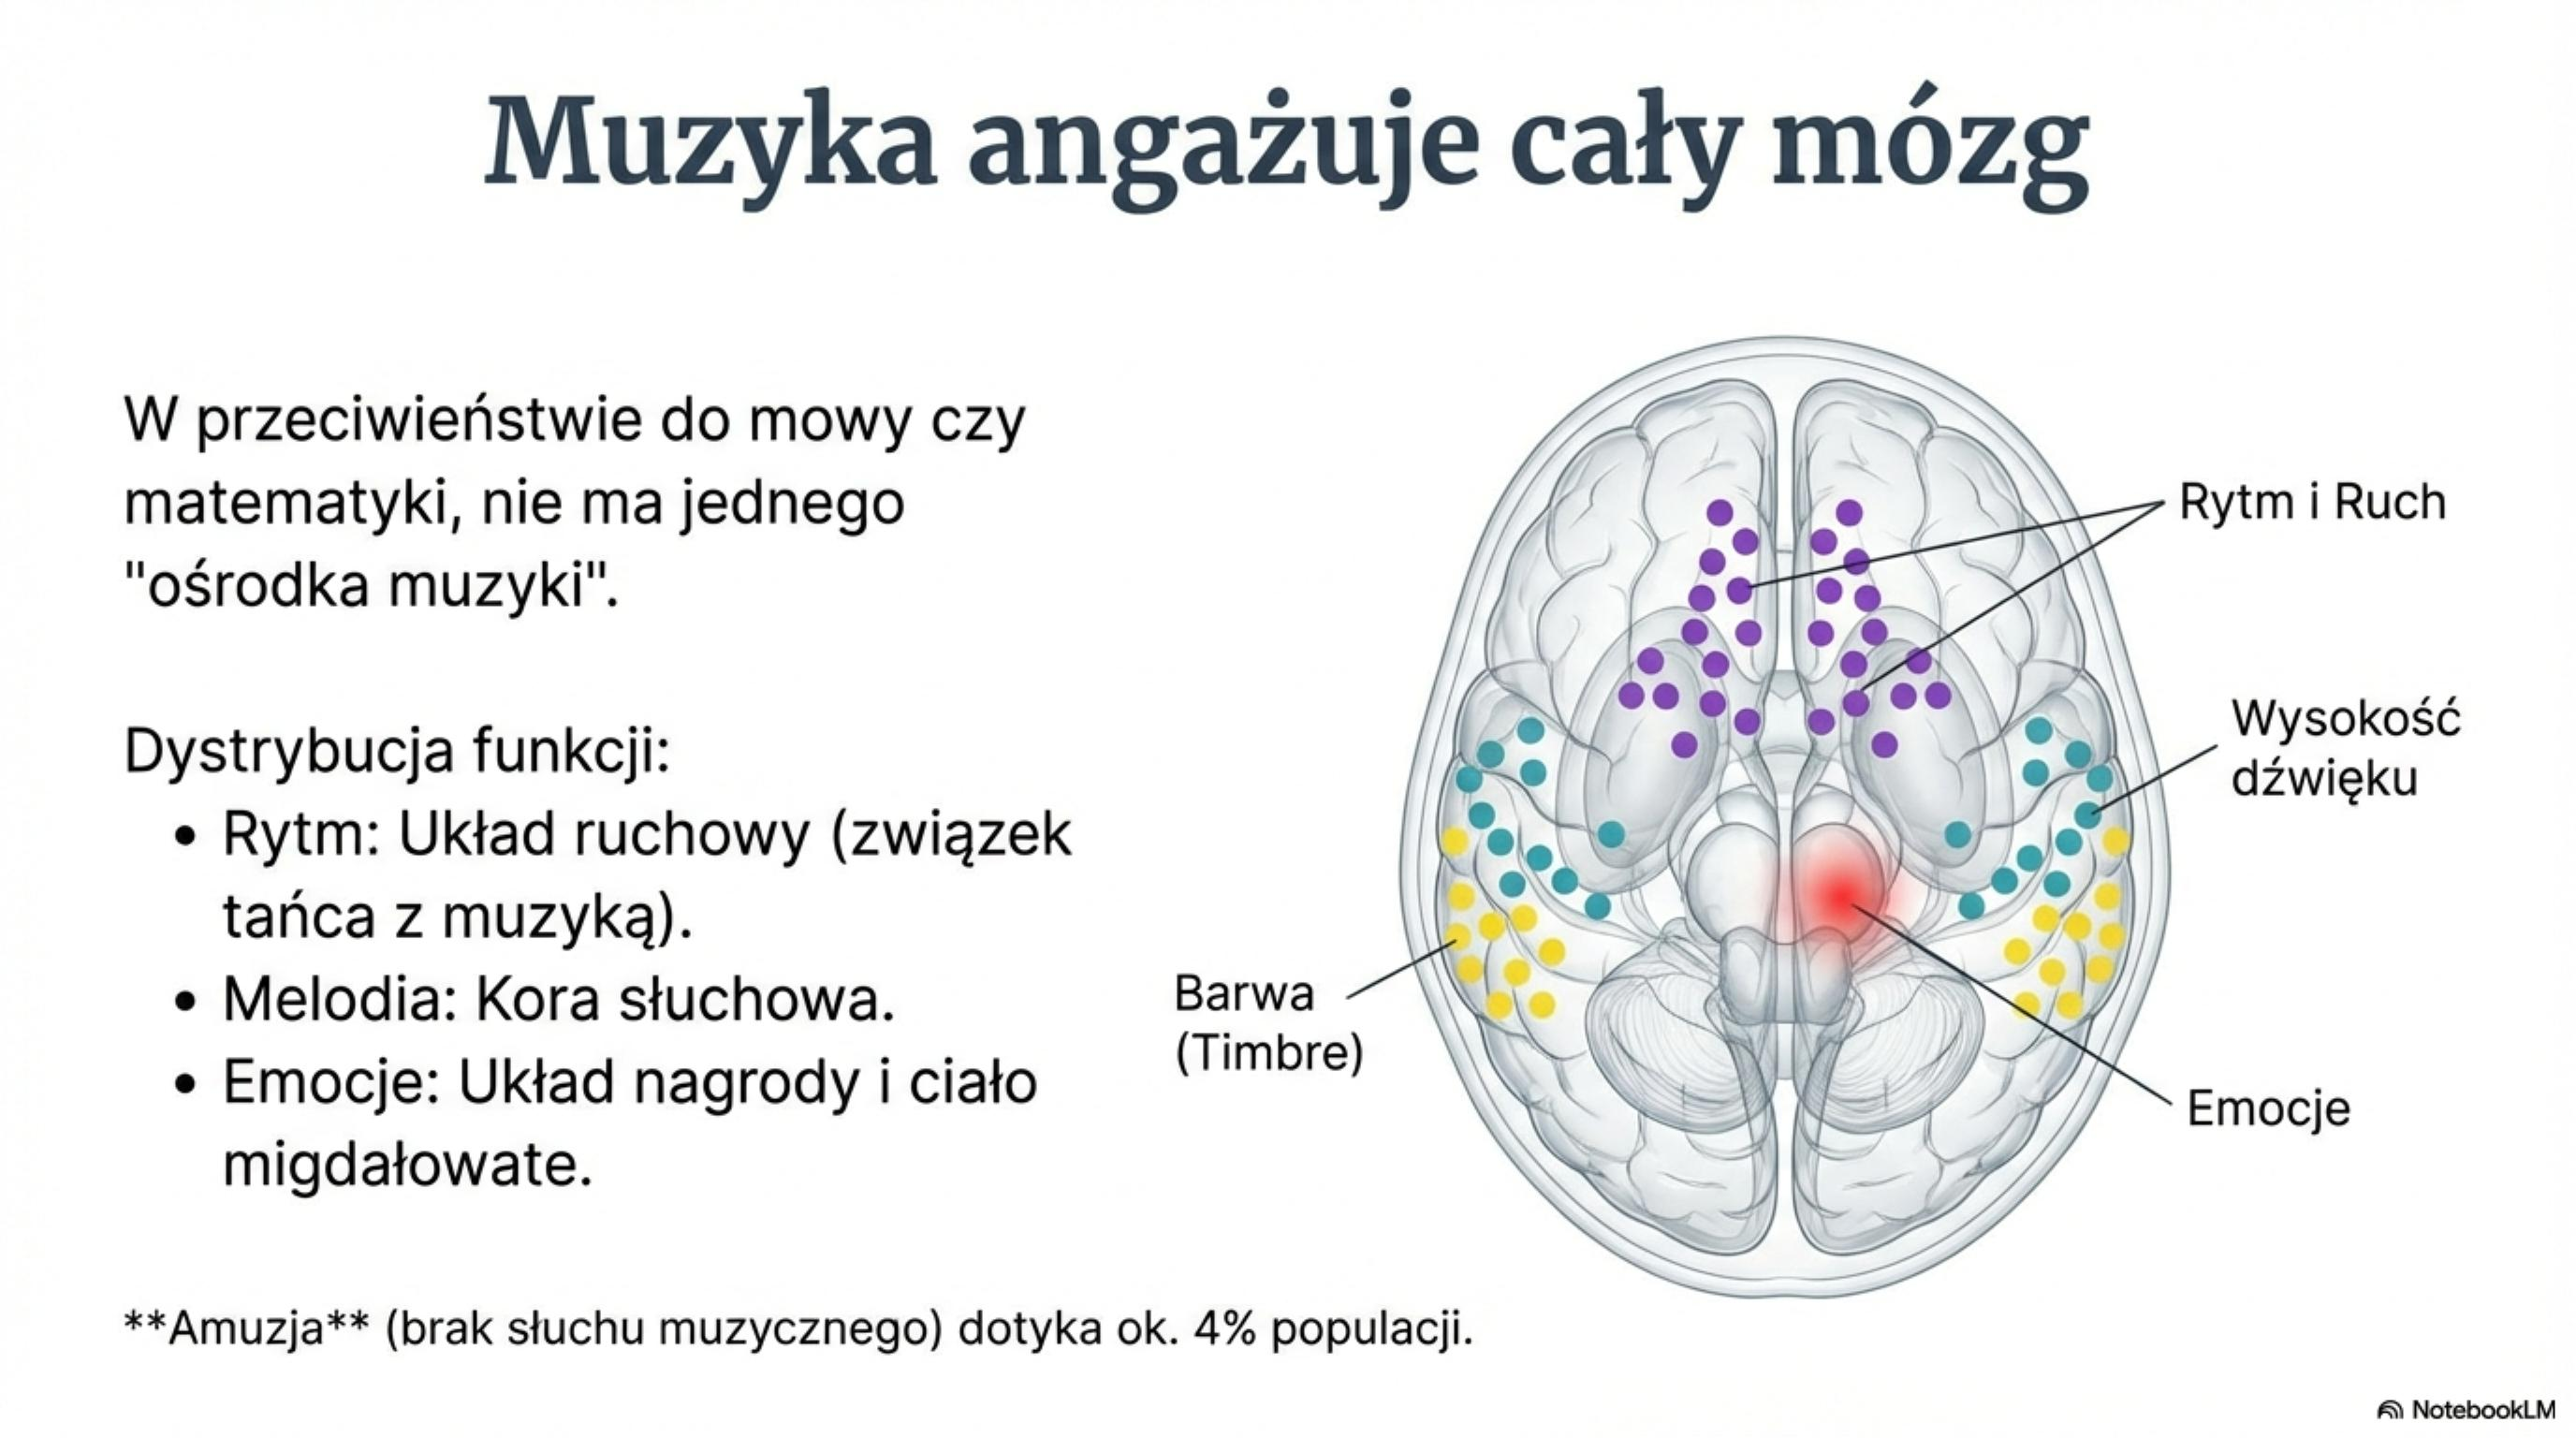 Muzyka angażuje cały mózg
W przeciwieństwie do mowy czy
matematyki, nie ma jednego
"ośrodka muzyki".
Dystrybucja funkcji:
• Rytm: Układ ruchowy (związek
tańca z muzyką).
• Melodia: Kora słuchowa.
• Emocje: Układ nagrody i ciało
migdałowate.
**Amuzja** (brak słuchu muzycznego) dotyka ok. 4% populacji.
Rytm i Ruch
Wysokość
dźwięku
Barwa
(Timbre)
Emocje
NotebookLM